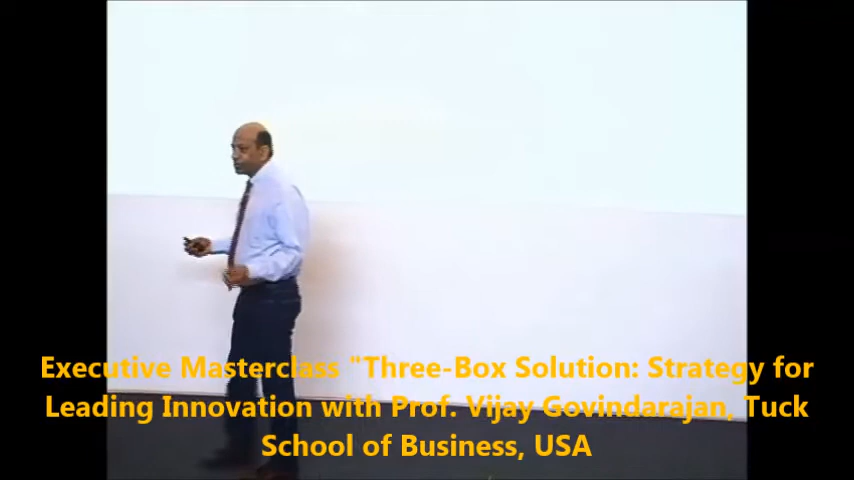 Executive Masterclass "Three-Box Solution: Strategy for
Leading Innovation with Prof. Vijay Govindarajan, Tuck
School of Business, USA